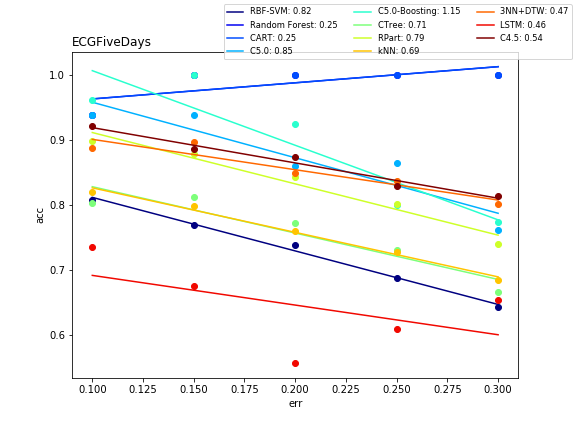 RBF-SVM: 0.82
Random Forest: 0.25
CART: 0.25
C5.0: 0.85
C5.0-Boosting: 1.15
CTree: 0.71
RPart: 0.79
kNN: 0.69
3NN+DTW: 0.47
LSTM: 0.46
C4.5: 0.54
ECGFiveDays
1.0
0.9
0.8
0.7
0.6
acc
0.100 0.125 0.150 0.175 0.200 0.225 0.250 0.275 0.300
err